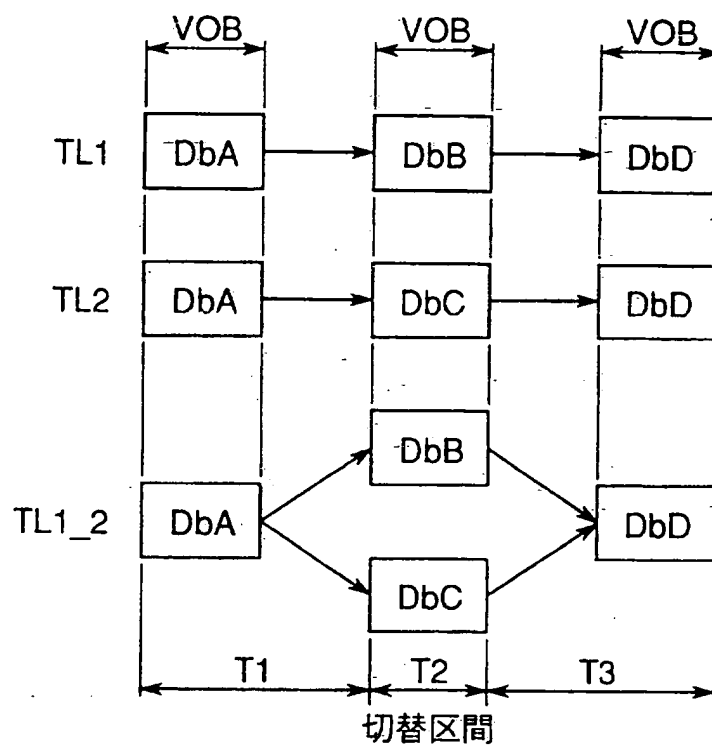 VOB VOB VOB
TL1 DbA DbB DbD
TL2 DbA DbC DbD
DbB
TL1_2 DbA DbD
DbC
T1 T2 T3
切替区間